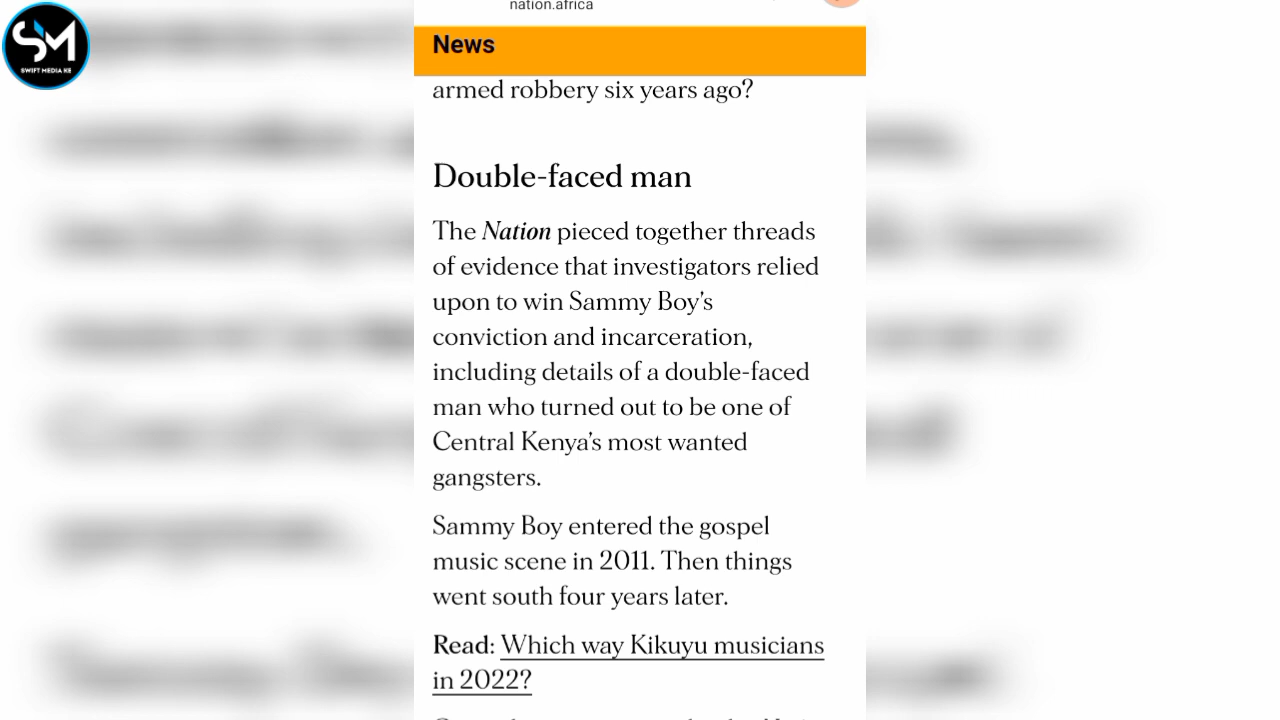 SM
SWIFT MEDIA KE
nation.africa
News
armed robbery six years ago?
Double-faced man
The Nation pieced together threads
of evidence that investigators relied
upon to win Sammy Boy’s
conviction and incarceration,
including details of a double-faced
man who turned out to be one of
Central Kenya’s most wanted
gangsters.
Sammy Boy entered the gospel
music scene in 2011. Then things
went south four years later.
Read: Which way Kikuyu musicians
in 2022?